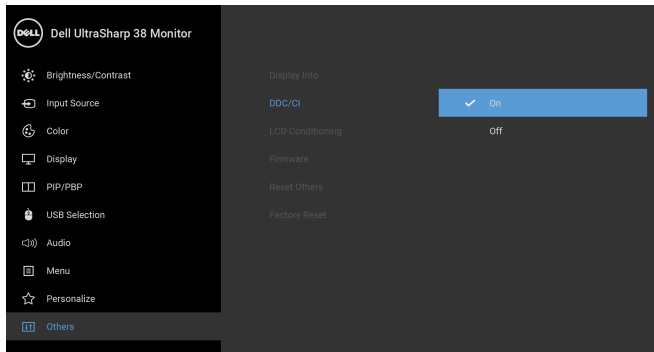 DELL Dell UltraSharp 38 Monitor
Brightness/Contrast
Input Source
Color
Display
PIP/PBP
USB Selection
Audio
Menu
Personalize
Others
Display Info
DDC/CI
LCD Conditioning
Firmware
Reset Others
Factory Reset
On
Off